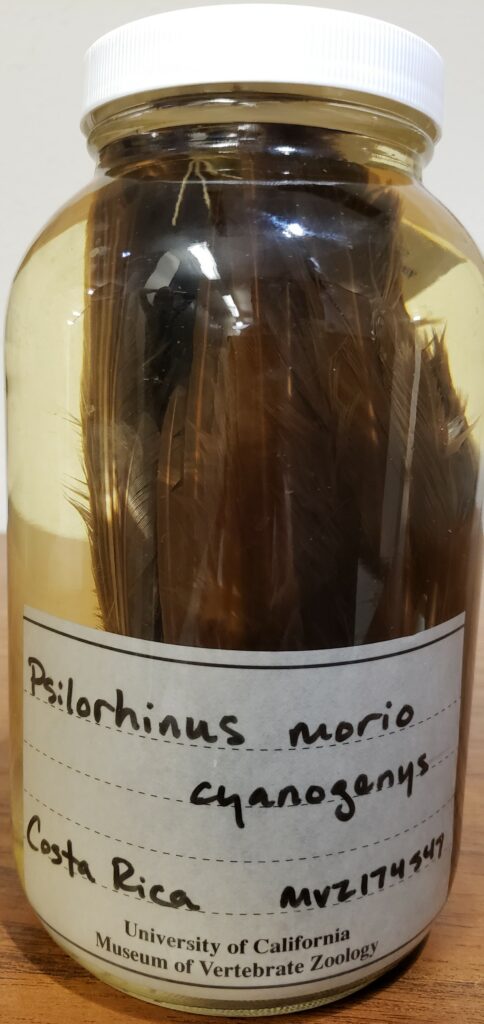 Psilorhinus morio
cyanogenys
Costa Rica MVZ174547
University of California
Museum of Vertebrate Zoology